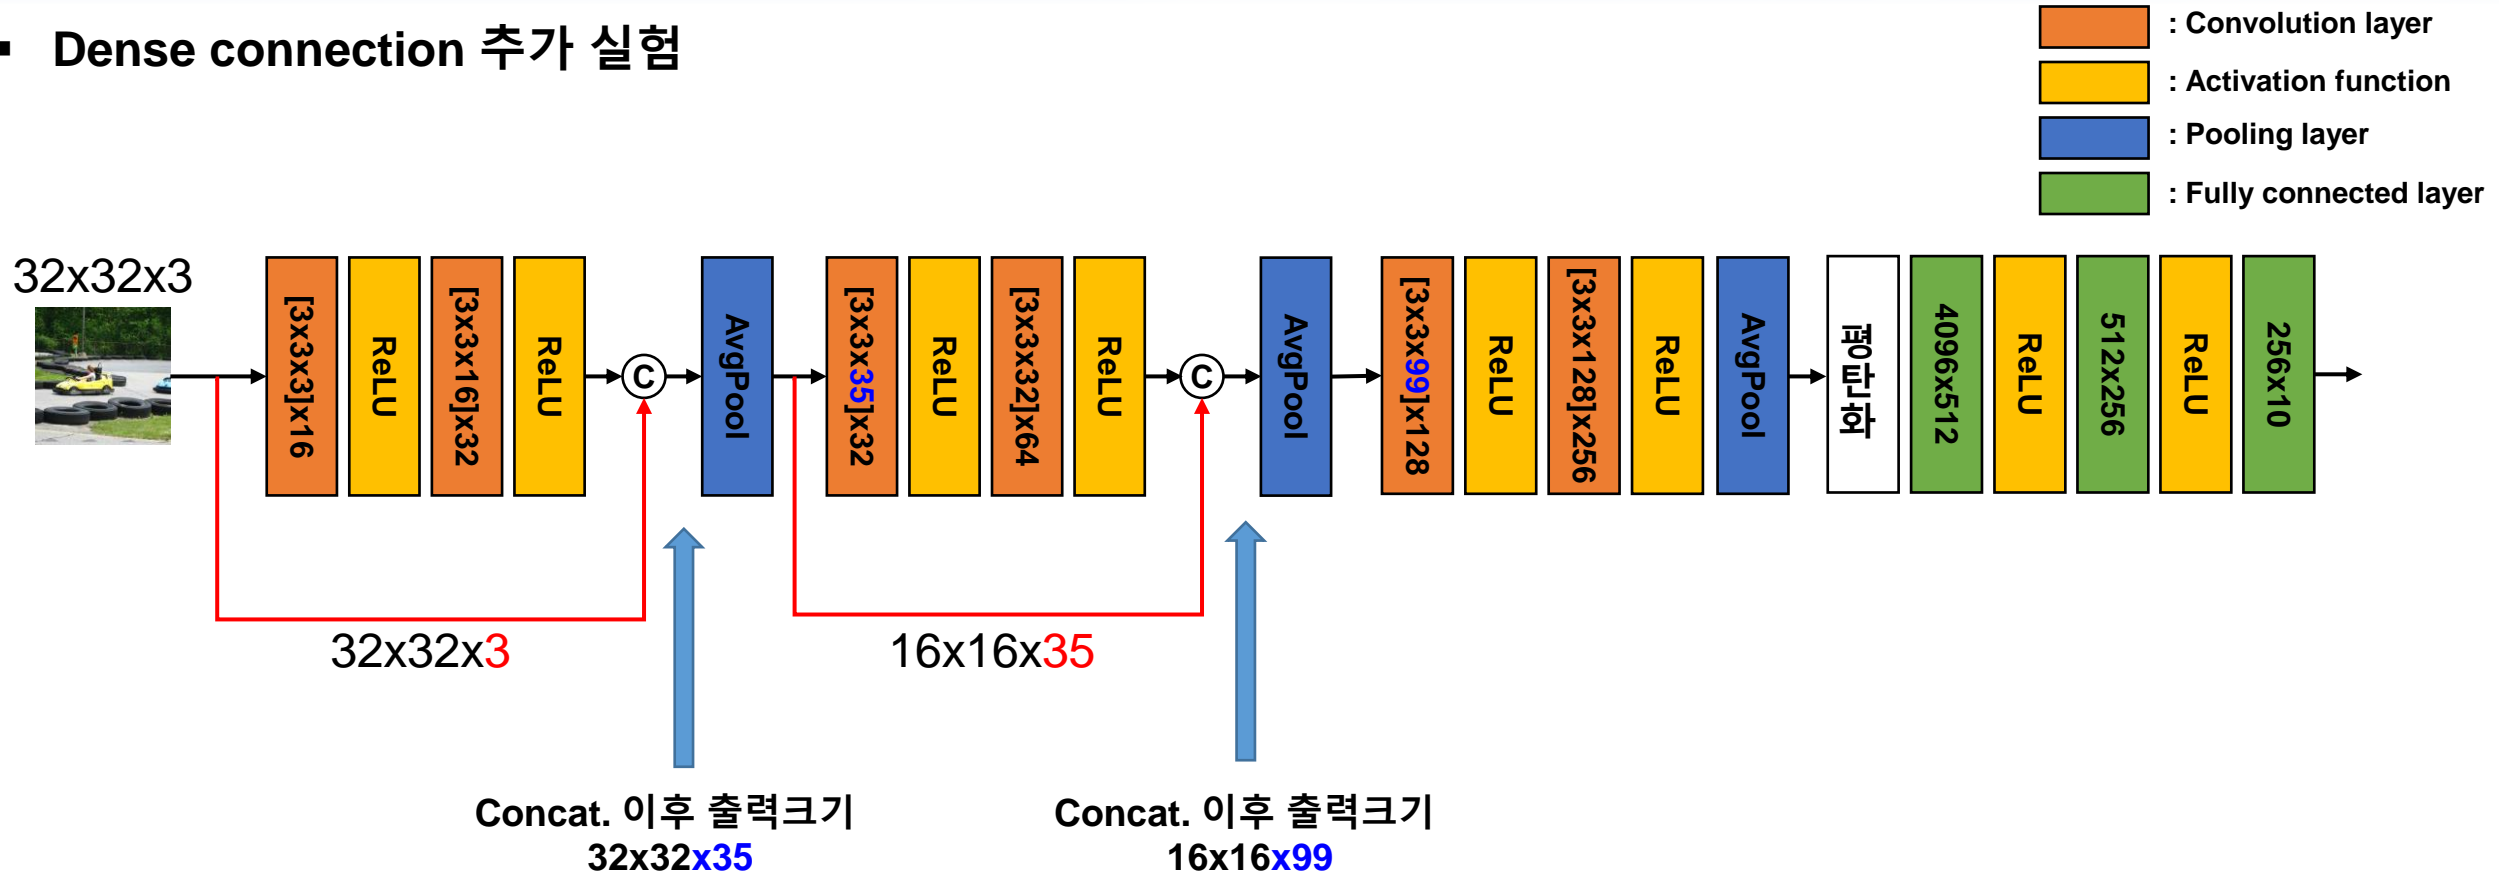 ▪ Dense connection 추가 실험
: Convolution layer
: Activation function
: Pooling layer
: Fully connected layer
32x32x3
[3x3x3]x16
ReLU
[3x3x16]x32
ReLU
C
AvgPool
[3x3x35]x32
ReLU
[3x3x32]x64
ReLU
C
AvgPool
[3x3x99]x128
ReLU
[3x3x128]x256
ReLU
AvgPool
평탄화
4096x512
ReLU
512x256
ReLU
256x10
32x32x3
16x16x35
Concat. 이후 출력크기
32x32x35
Concat. 이후 출력크기
16x16x99